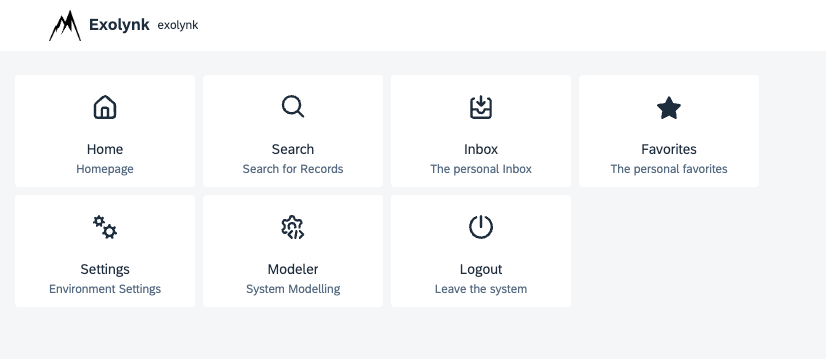 Exolynk exolynk
Home
Homepage
Search
Search for Records
Inbox
The personal Inbox
Favorites
The personal favorites
Settings
Environment Settings
Modeler
System Modelling
Logout
Leave the system